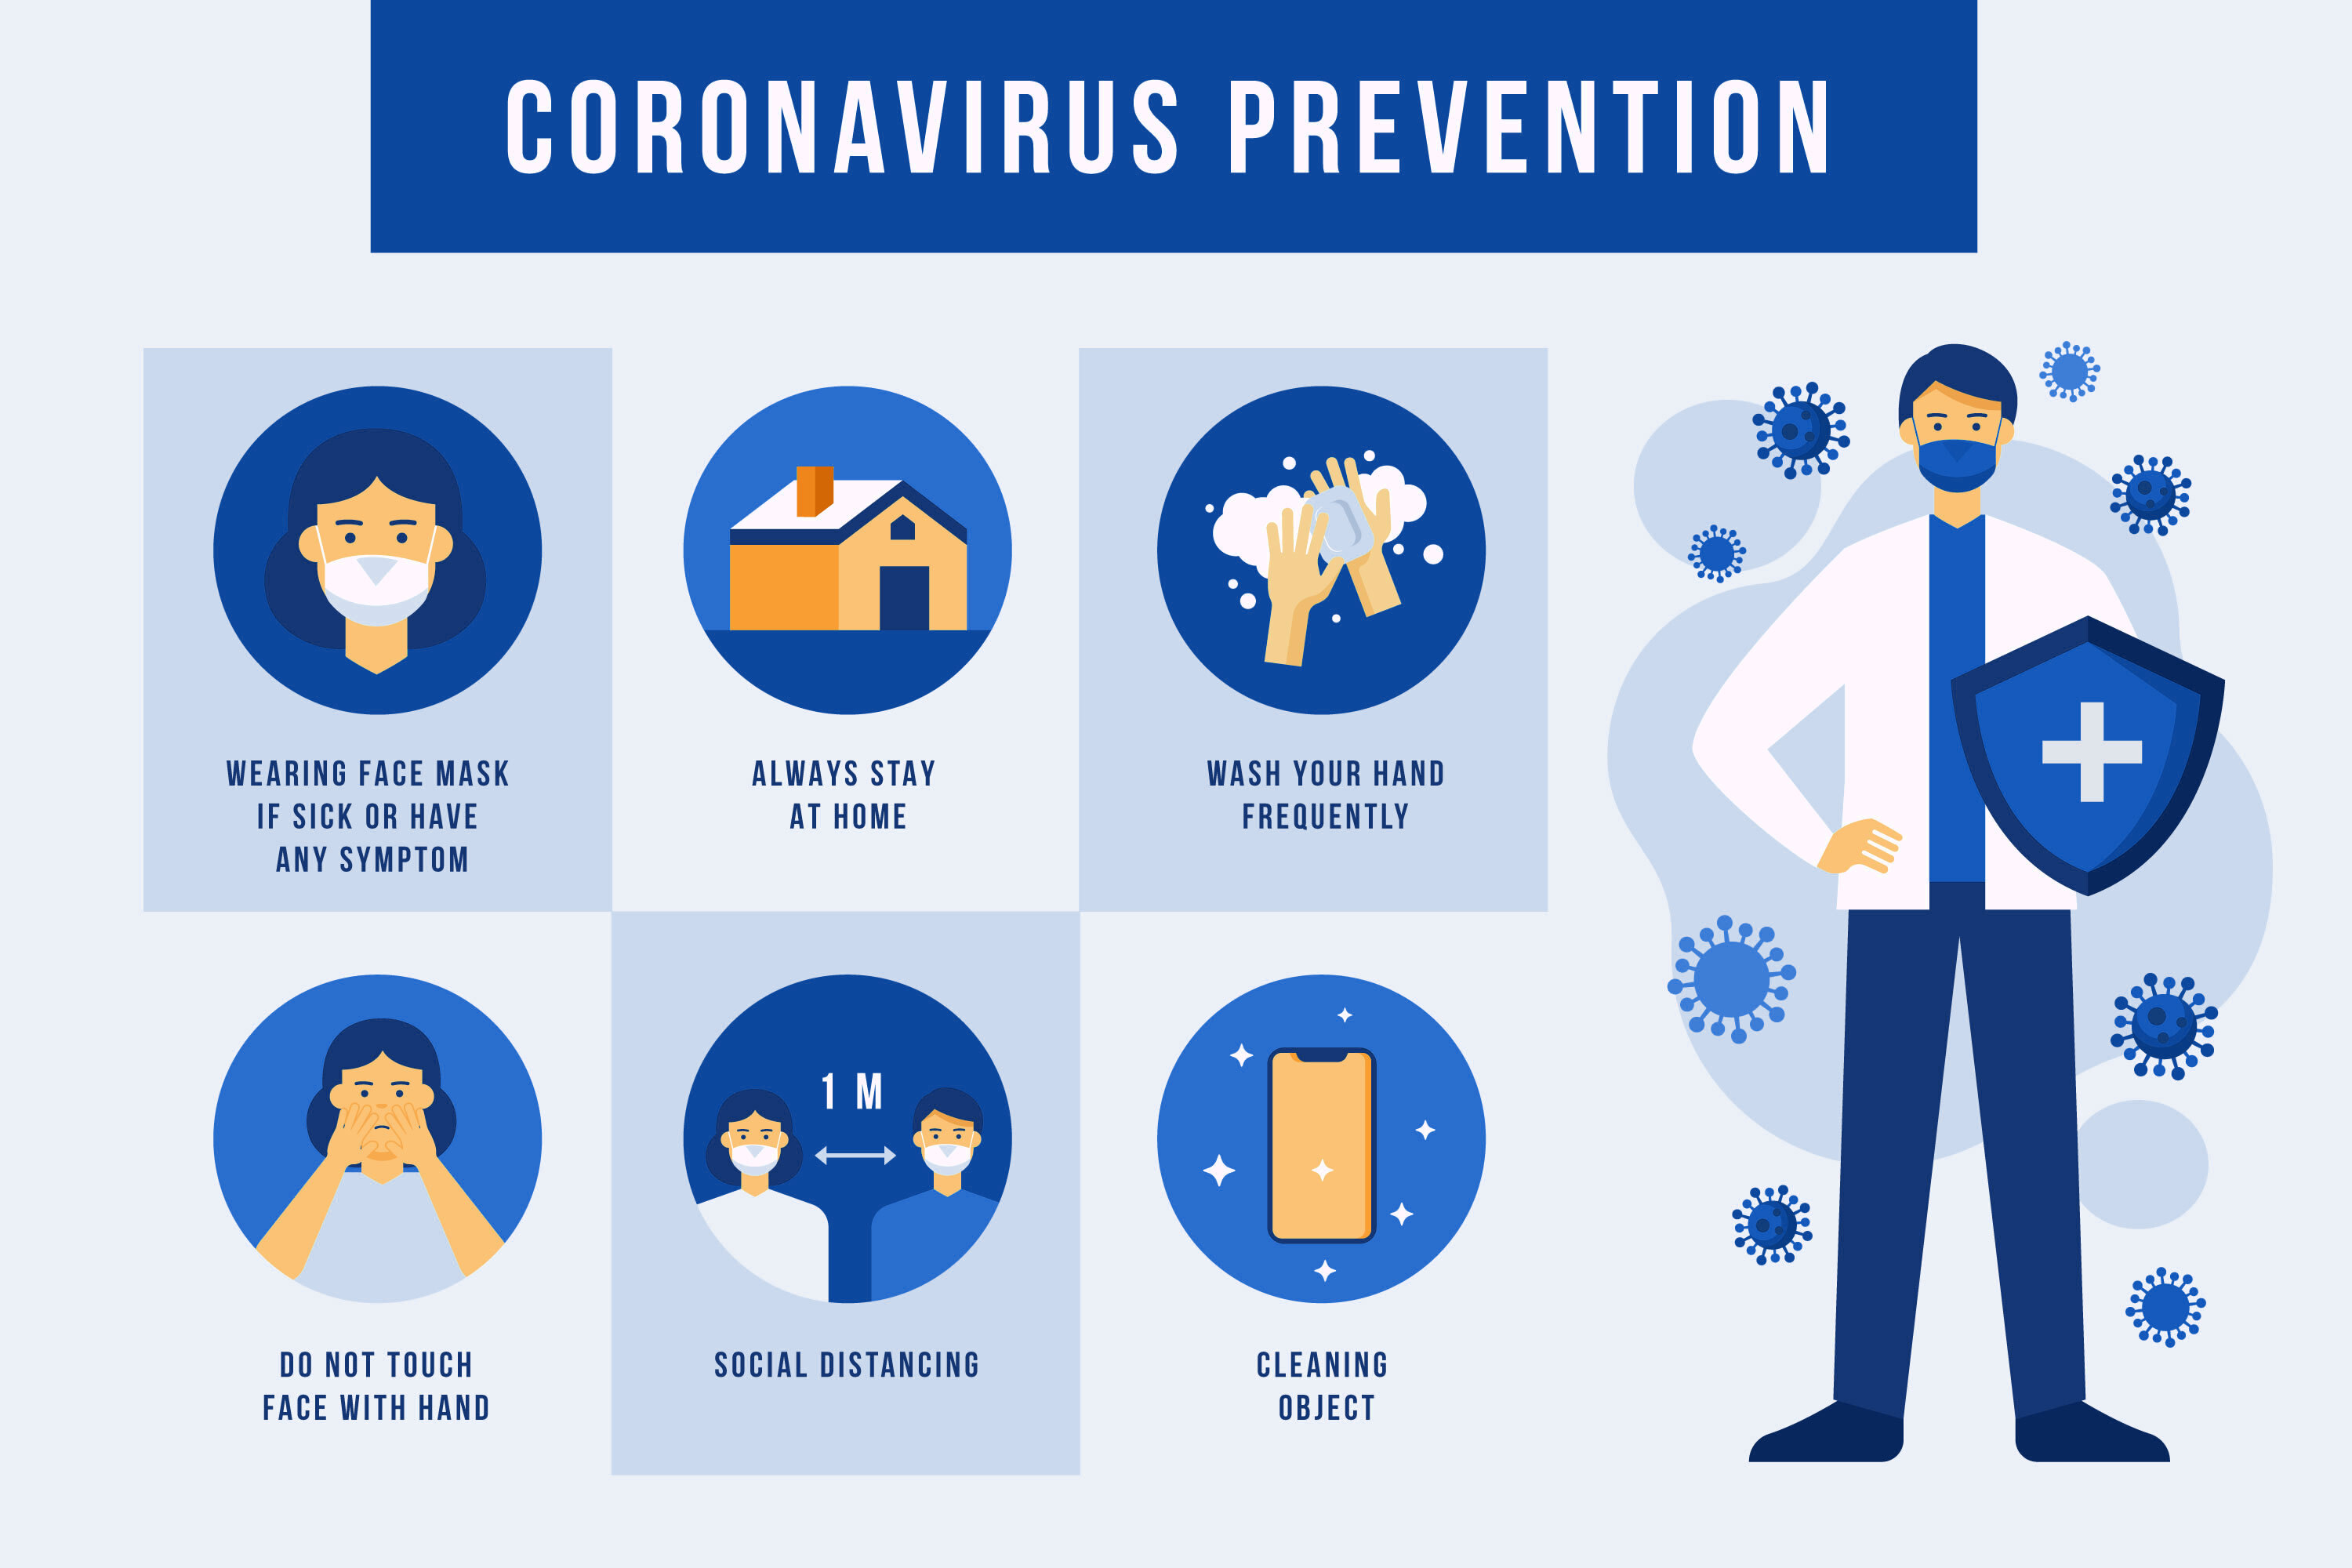 CORONAVIRUS PREVENTION
WEARING FACE MASK
IF SICK OR HAVE
ANY SYMPTOM
ALWAYS STAY
AT HOME
WASH YOUR HAND
FREQUENTLY
DO NOT TOUCH
FACE WITH HAND
1 M
SOCIAL DISTANCING
CLEANING
OBJECT